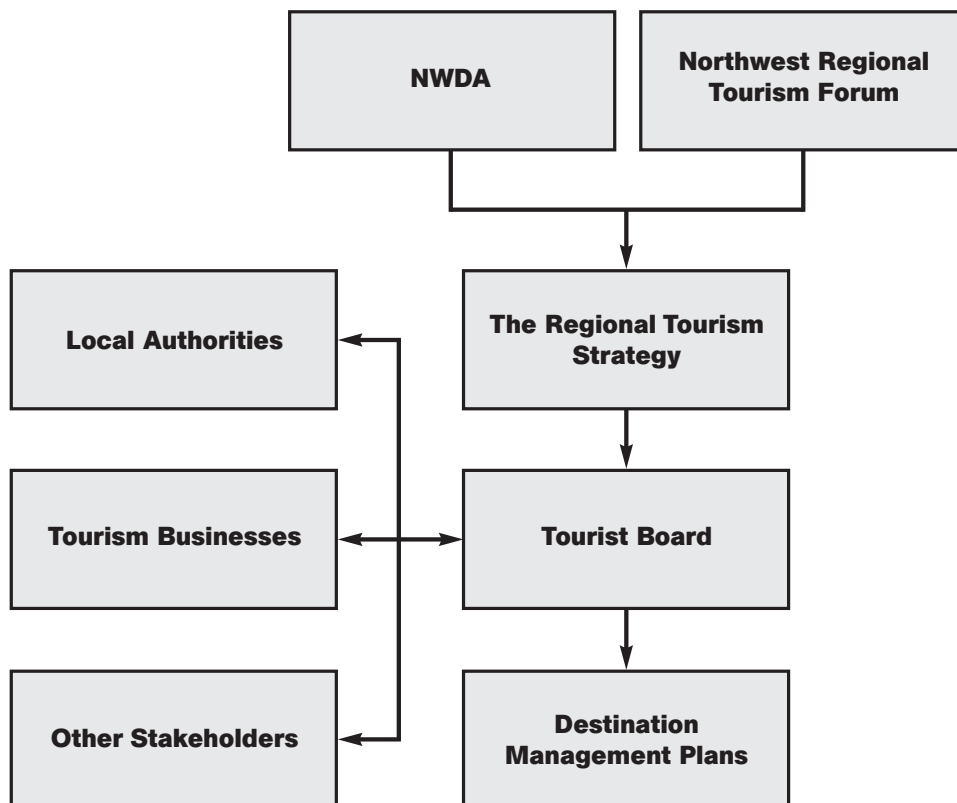 NWDA
Northwest Regional
Tourism Forum
Local Authorities
The Regional Tourism
Strategy
Tourism Businesses
Tourist Board
Other Stakeholders
Destination
Management Plans